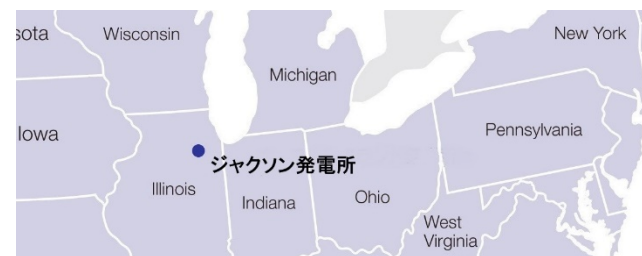 sota
Wisconsin
New York
Michigan
Iowa
Pennsylvania
ジャクソン発電所
Illinois
Indiana
Ohio
West
Virginia